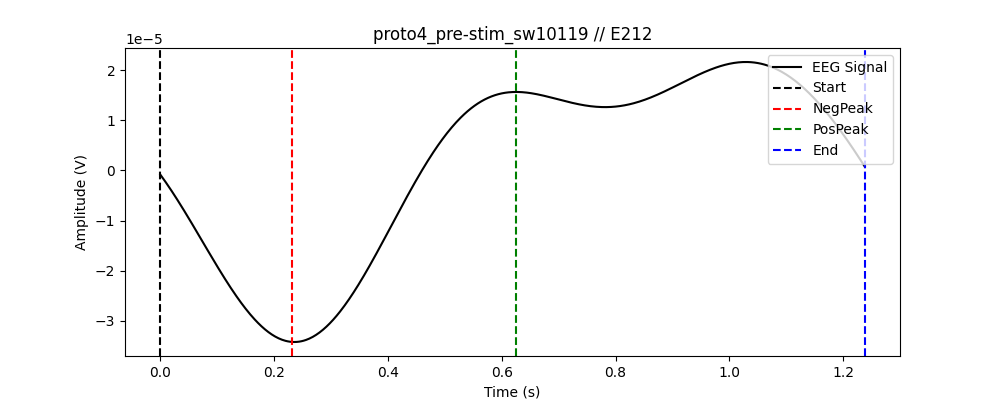 proto4_pre-stim_sw10119 // E212
1e−5
2
1
0
−1
−2
−3
Amplitude (V)
0.0 0.2 0.4 0.6 0.8 1.0 1.2
Time (s)
EEG Signal
Start
NegPeak
PosPeak
End